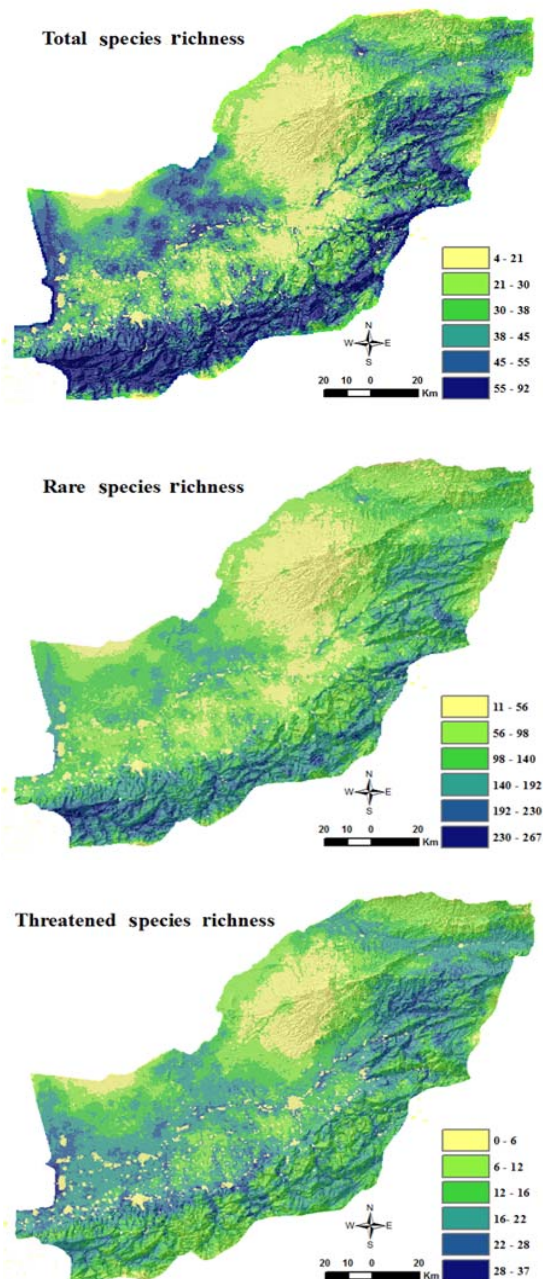 Total species richness
4 - 21
21 - 30
30 - 38
38 - 45
45 - 55
55 - 92
N
W E
S
20 10 0 20
Km
Rare species richness
11 - 56
56 - 98
98 - 140
140 - 192
192 - 230
230 - 267
N
W E
S
20 10 0 20
Km
Threatened species richness
0 - 6
6 - 12
12 - 16
16- 22
22 - 28
28 - 37
N
W E
S
20 10 0 20
Km